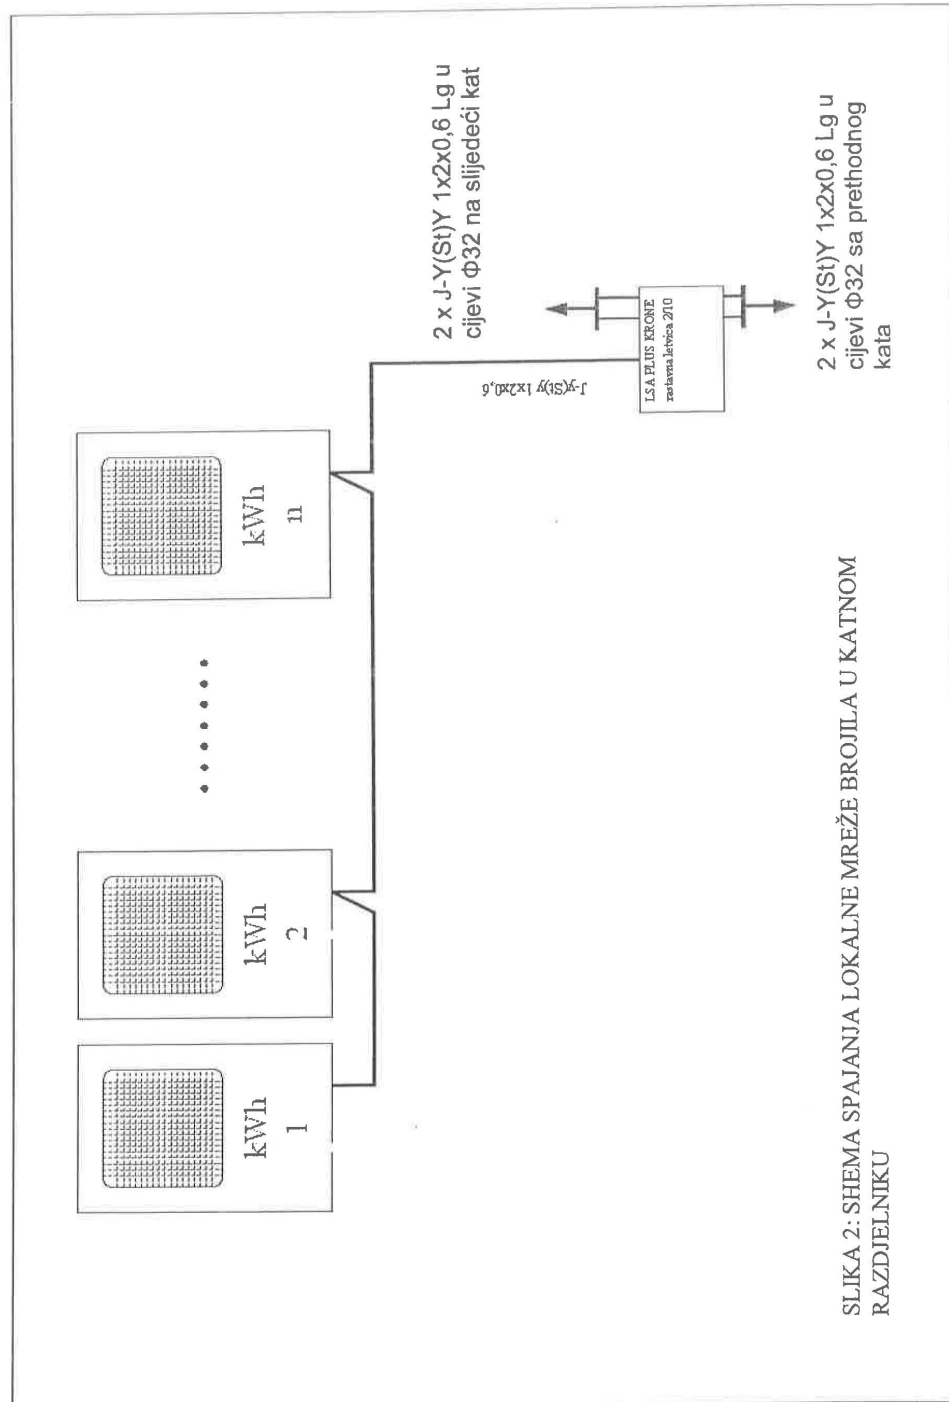 kWh
1
kWh
2
kWh
n
2 x J-Y(St)Y 1x2x0,6 Lg u
cijevi Φ32 na slijedeći kat
J-y(St)y 1x2x0,6
LSA PLUS KRONE
rastavna letvica 2/10
2 x J-Y(St)Y 1x2x0,6 Lg u
cijevi Φ32 sa prethodnog
kata
SLIKA 2: SHEMA SPAJANJA LOKALNE MREŽE BROJILA U KATNOM
RAZDJELNIKU